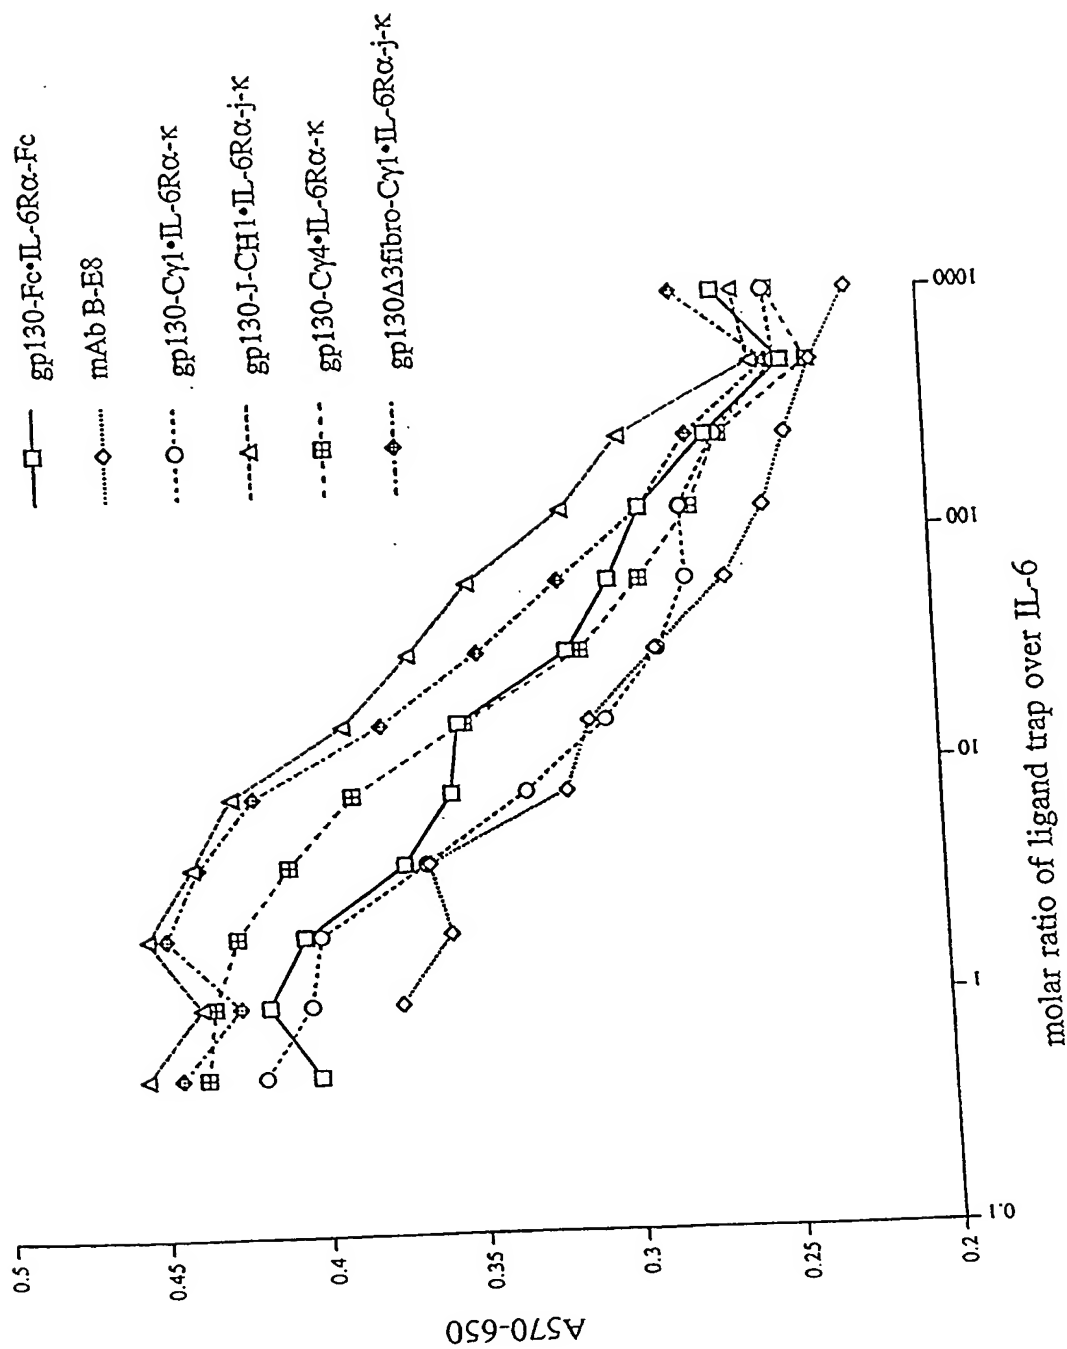 gp130-Fc•IL-6Rα-Fc
mAb B-E8
gp130-Cγ1•IL-6Rα-κ
gp130-J-CH1•IL-6Rα-j-κ
gp130-Cγ4•IL-6Rα-κ
gp130Δ3fibro-Cγ1•IL-6Rα-j-κ
0.5
0.45
0.4
0.35
0.3
0.25
0.2
A570-650
0.1
1
10
100
1000
molar ratio of ligand trap over IL-6